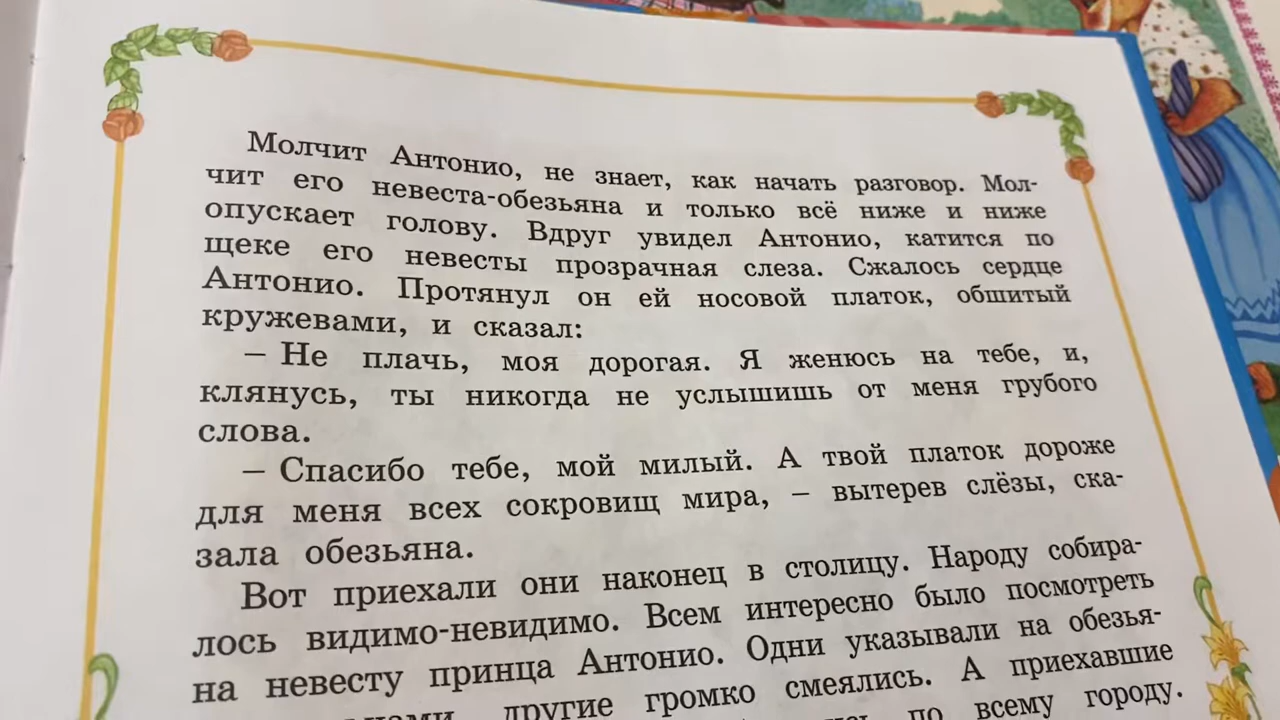 Молчит Антонио, не знает, как начать разговор. Мол-
чит его невеста-обезьяна и только всё ниже и ниже
опускает голову. Вдруг увидел Антонио, катится по
щеке его невесты прозрачная слеза. Сжалось сердце
Антонио. Протянул он ей носовой платок, обшитый
кружевами, и сказал:
– Не плачь, моя дорогая. Я женюсь на тебе, и,
клянусь, ты никогда не услышишь от меня грубого
слова.
– Спасибо тебе, мой милый. А твой платок дороже
для меня всех сокровищ мира, – вытерев слёзы, ска-
зала обезьяна.
Вот приехали они наконец в столицу. Народу собира-
лось видимо-невидимо. Всем интересно было посмотреть
на невесту принца Антонио. Одни указывали на обезья-
другие громко смеялись. А приехавшие
по всему городу.